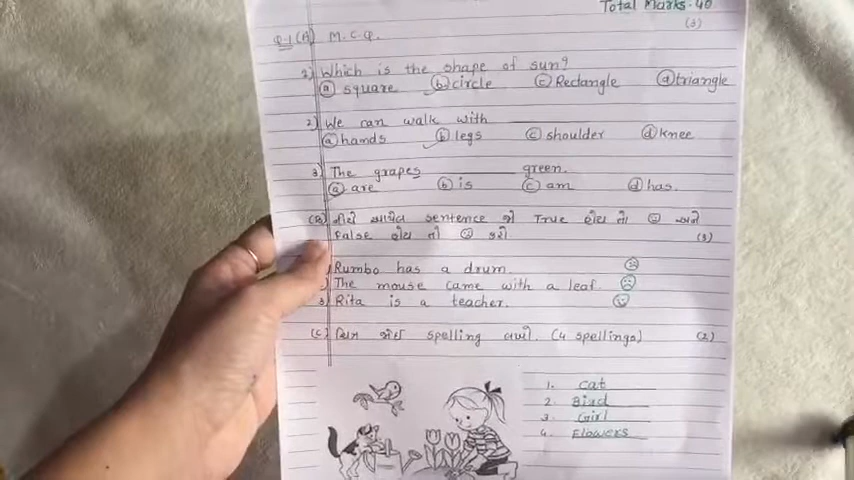 Total Marks. 40
Q-1 (A) M.C.Q. (3)
1) Which is the shape of sun?
(a) square (b) circle (c) Rectangle (d) triangle
2) We can walk with
(a) hands (b) legs (c) shoulder (d) knee
3) The grapes ______ green.
(a) are (b) is (c) am (d) has.
(B) નીચે આપેલ sentence જો True હોય તો ☺ અને
False હોય તો ☹ કરો (3)
Rumbo has a drum.
The mouse came with a leaf.
3 Rita is a teacher.
(C) ચિત્ર જોઈ spelling લખો. (4 spellings) (2)
1. cat
2. Bird
3. Girl
4. Flowers